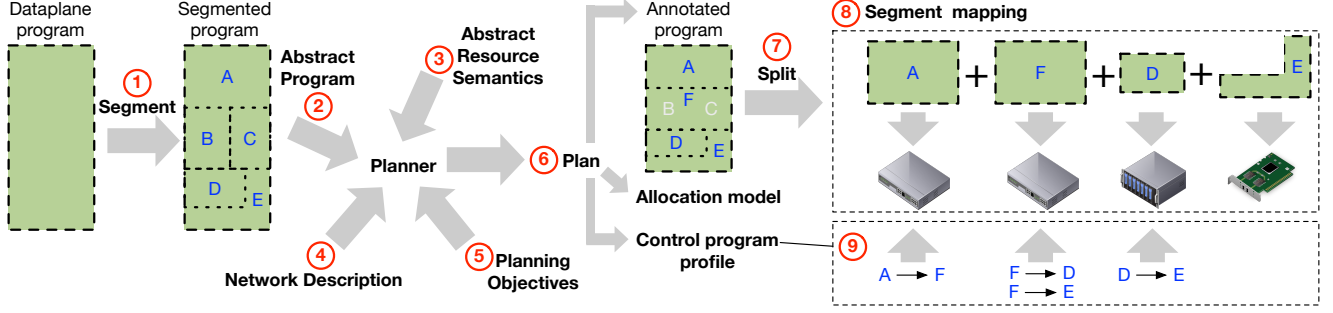 Dataplane
program
Segmented
program
1
Segment
A
B
C
D
E
Abstract
Program
2
3
Abstract
Resource
Semantics
Planner
4
Network Description
5
Planning
Objectives
6
Plan
Annotated
program
A
F
B
C
D
E
Allocation model
Control program
profile
7
Split
8
Segment mapping
A
+
F
+
D
+
E
9
A → F
F → D
F → E
D → E